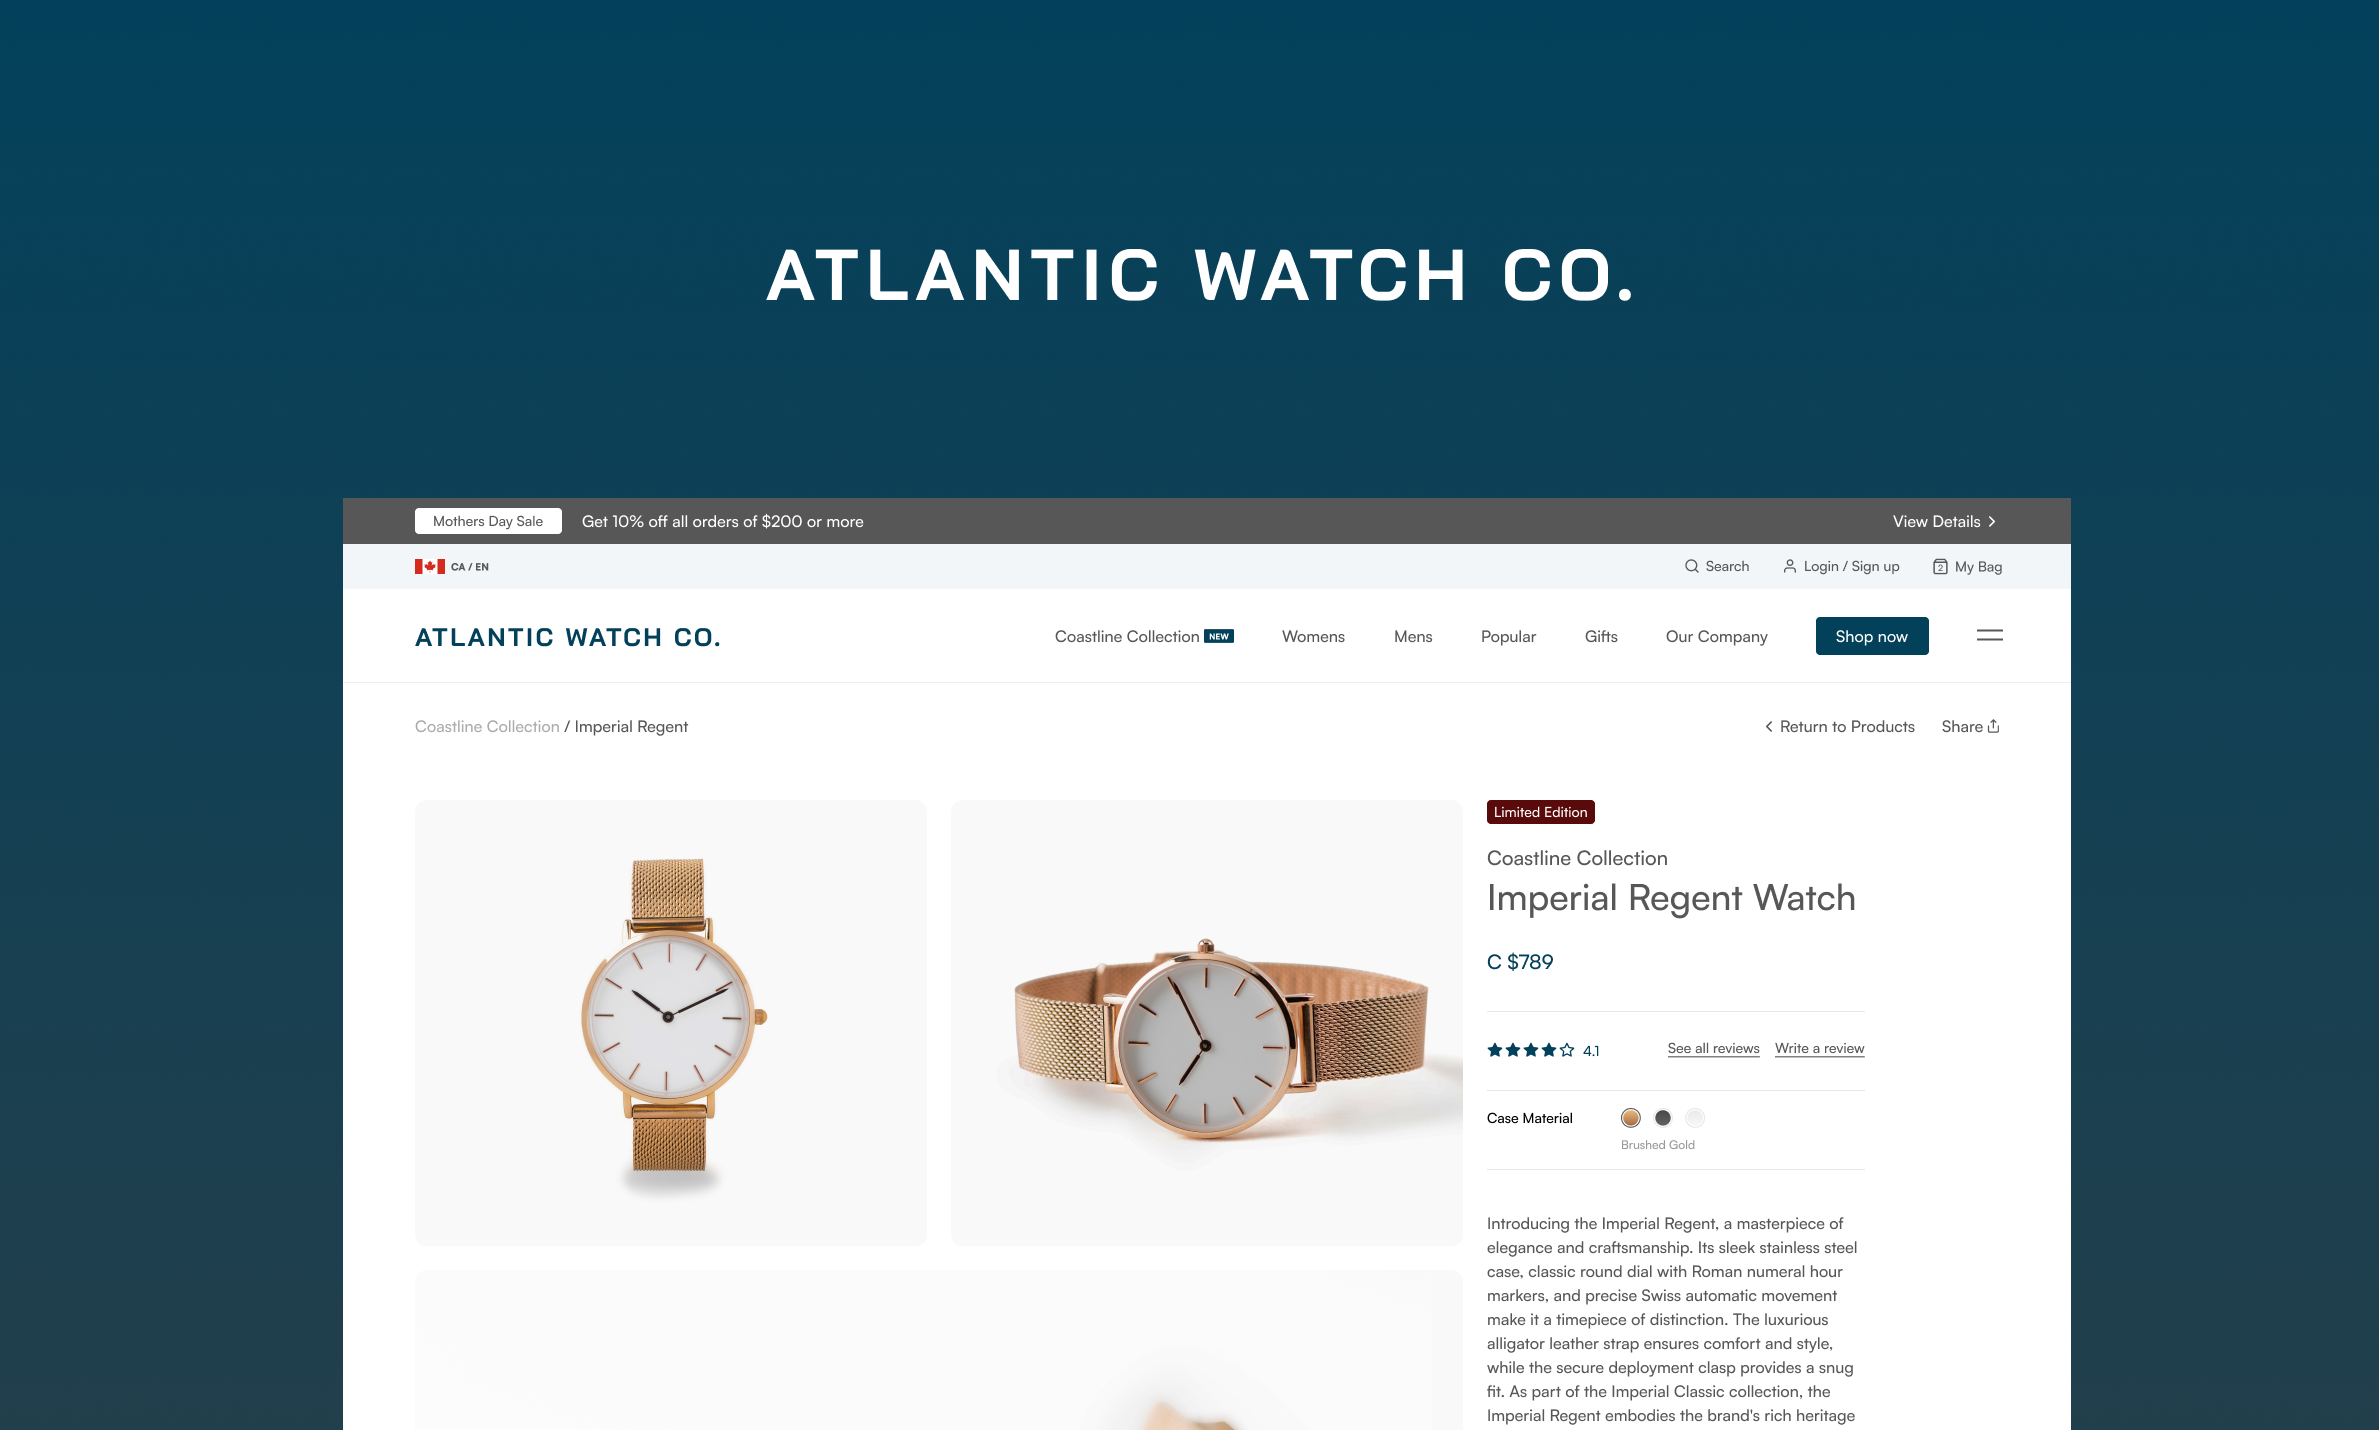 ATLANTIC WATCH CO.
Mothers Day Sale Get 10% off all orders of $200 or more View Details
CA / EN Search Login / Sign up 2 My Bag
ATLANTIC WATCH CO. Coastline Collection NEW Womens Mens Popular Gifts Our Company Shop now
Coastline Collection / Imperial Regent Return to Products Share
Limited Edition
Coastline Collection
Imperial Regent Watch
C $789
4.1 See all reviews Write a review
Case Material
Brushed Gold
Introducing the Imperial Regent, a masterpiece of
elegance and craftsmanship. Its sleek stainless steel
case, classic round dial with Roman numeral hour
markers, and precise Swiss automatic movement
make it a timepiece of distinction. The luxurious
alligator leather strap ensures comfort and style,
while the secure deployment clasp provides a snug
fit. As part of the Imperial Classic collection, the
Imperial Regent embodies the brand's rich heritage